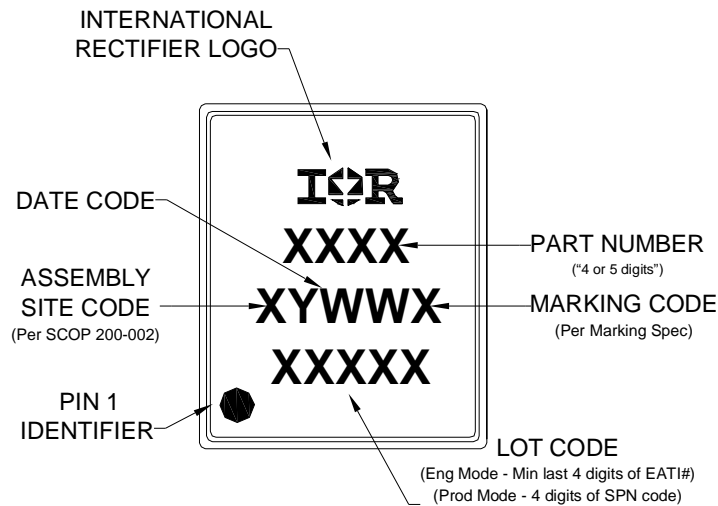 INTERNATIONAL
RECTIFIER LOGO
IOR
DATE CODE
XXXX
PART NUMBER
("4 or 5 digits")
ASSEMBLY
SITE CODE
(Per SCOP 200-002)
XYWWX
MARKING CODE
(Per Marking Spec)
XXXXX
PIN 1
IDENTIFIER
LOT CODE
(Eng Mode - Min last 4 digits of EATI#)
(Prod Mode - 4 digits of SPN code)